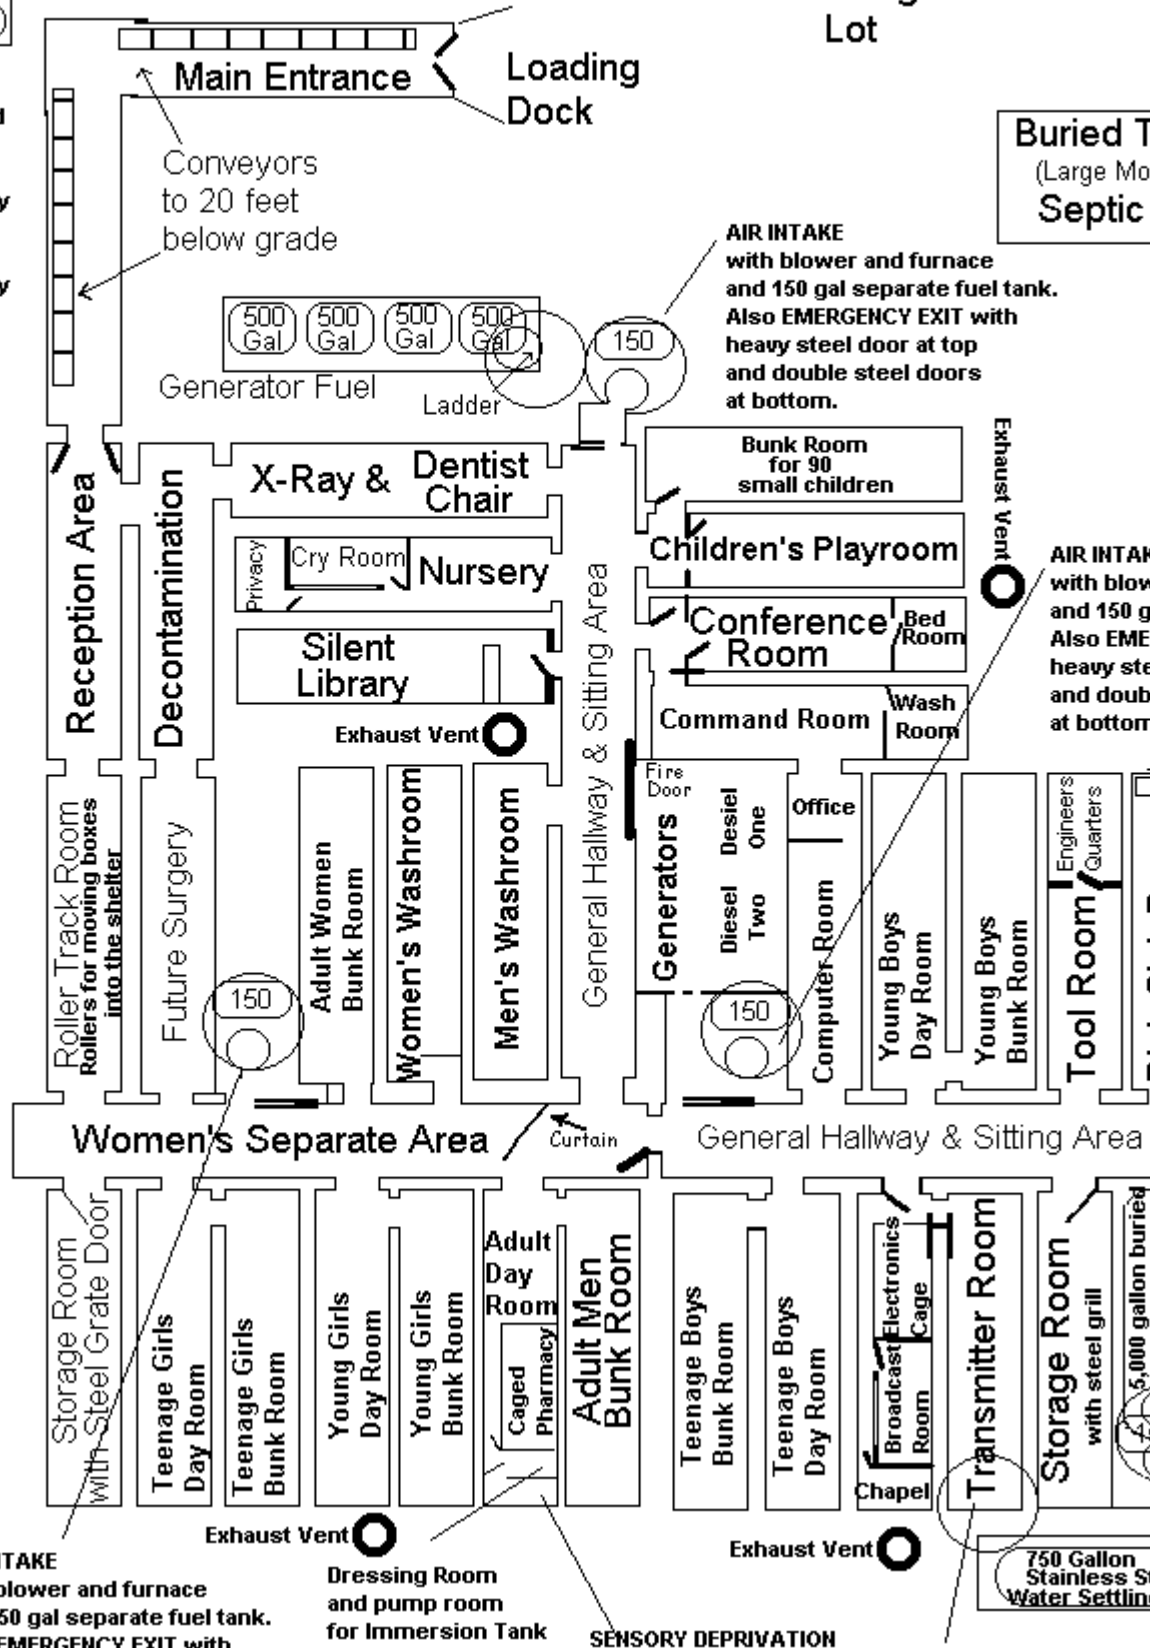 Lot
Main Entrance
Loading
Dock
Buried
(Large
Septic
Conveyors
to 20 feet
below grade
AIR INTAKE
with blower and furnace
and 150 gal separate fuel tank.
Also EMERGENCY EXIT with
heavy steel door at top
and double steel doors
at bottom.
500
Gal
500
Gal
500
Gal
500
Gal
150
Generator Fuel
Ladder
Reception Area
Decontamination
X-Ray & Dentist
Chair
Bunk Room
for 90
small children
Exhaust Vent
Privacy
Cry Room
Nursery
Children's Playroom
AIR
with
and 150
Also
heavy
and
at bottom
Silent
Library
Conference
Room
Bed
Room
Exhaust Vent
General Hallway & Sitting Area
Command Room
Wash
Room
Roller Track Room
Rollers for moving boxes
into the shelter
Future Surgery
150
Adult Women
Bunk Room
Women's Washroom
Men's Washroom
Fire
Door
Generators
Desiel
One
Diesel
Two
150
Office
Computer Room
Young Boys
Day Room
Young Boys
Bunk Room
Engineers
Quarters
Tool Room
Women's Separate Area
Curtain
General Hallway & Sitting Area
Storage Room
with Steel Grate Door
Teenage Girls
Day Room
Teenage Girls
Bunk Room
Young Girls
Day Room
Young Girls
Bunk Room
Adult
Day
Room
Caged
Pharmacy
Adult Men
Bunk Room
Teenage Boys
Bunk Room
Teenage Boys
Day Room
Electronics
Cage
Broadcast
Room
Chapel
Transmitter Room
Storage Room
with steel grill
5,000 gallon buried
Exhaust Vent
Exhaust Vent
750 Gallon
Stainless
Water
blower and furnace
gal separate fuel tank.
EMERGENCY EXIT with
Dressing Room
and pump room
for Immersion Tank
SENSORY DEPRIVATION